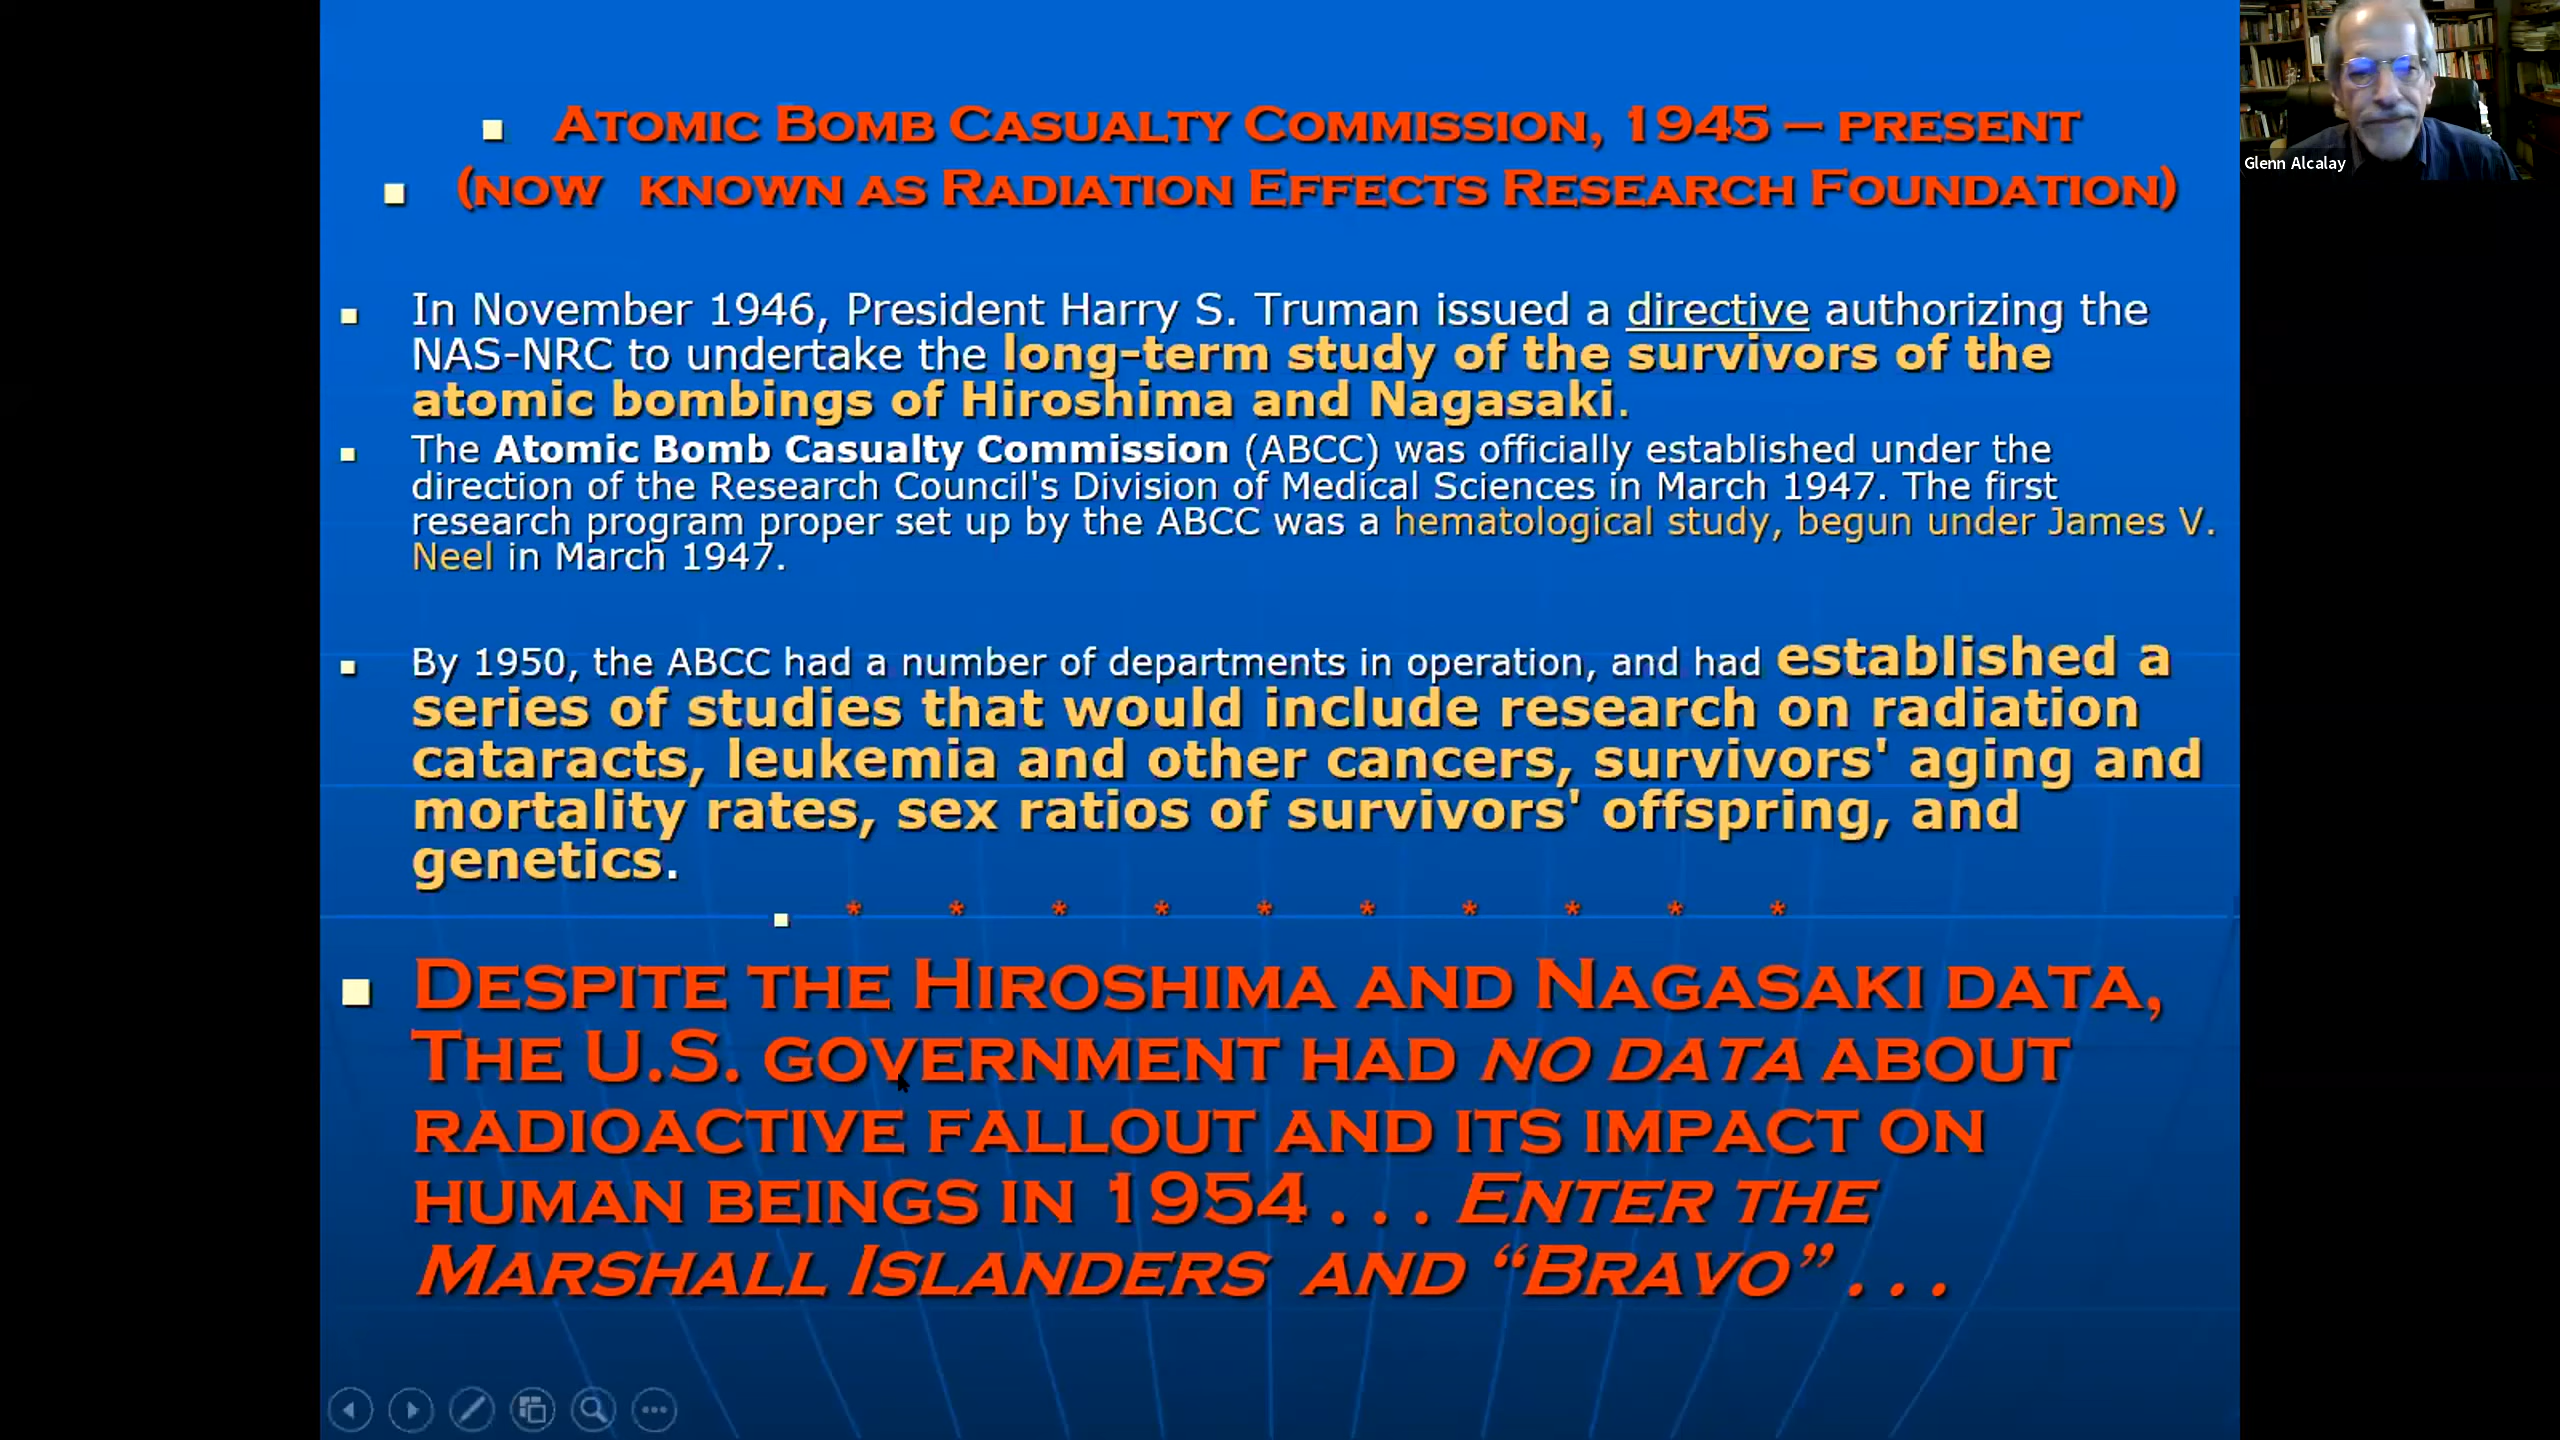 Atomic Bomb Casualty Commission, 1945 – present
(now known as Radiation Effects Research Foundation)
In November 1946, President Harry S. Truman issued a directive authorizing the
NAS-NRC to undertake the long-term study of the survivors of the
atomic bombings of Hiroshima and Nagasaki.
The Atomic Bomb Casualty Commission (ABCC) was officially established under the
direction of the Research Council's Division of Medical Sciences in March 1947. The first
research program proper set up by the ABCC was a hematological study, begun under James V.
Neel in March 1947.
By 1950, the ABCC had a number of departments in operation, and had established a
series of studies that would include research on radiation
cataracts, leukemia and other cancers, survivors' aging and
mortality rates, sex ratios of survivors' offspring, and
genetics.
* * * * * * * * * *
Despite the Hiroshima and Nagasaki data,
The U.S. government had no data about
radioactive fallout and its impact on
human beings in 1954 . . . Enter the
Marshall Islanders and “Bravo” . . .
Glenn Alcalay